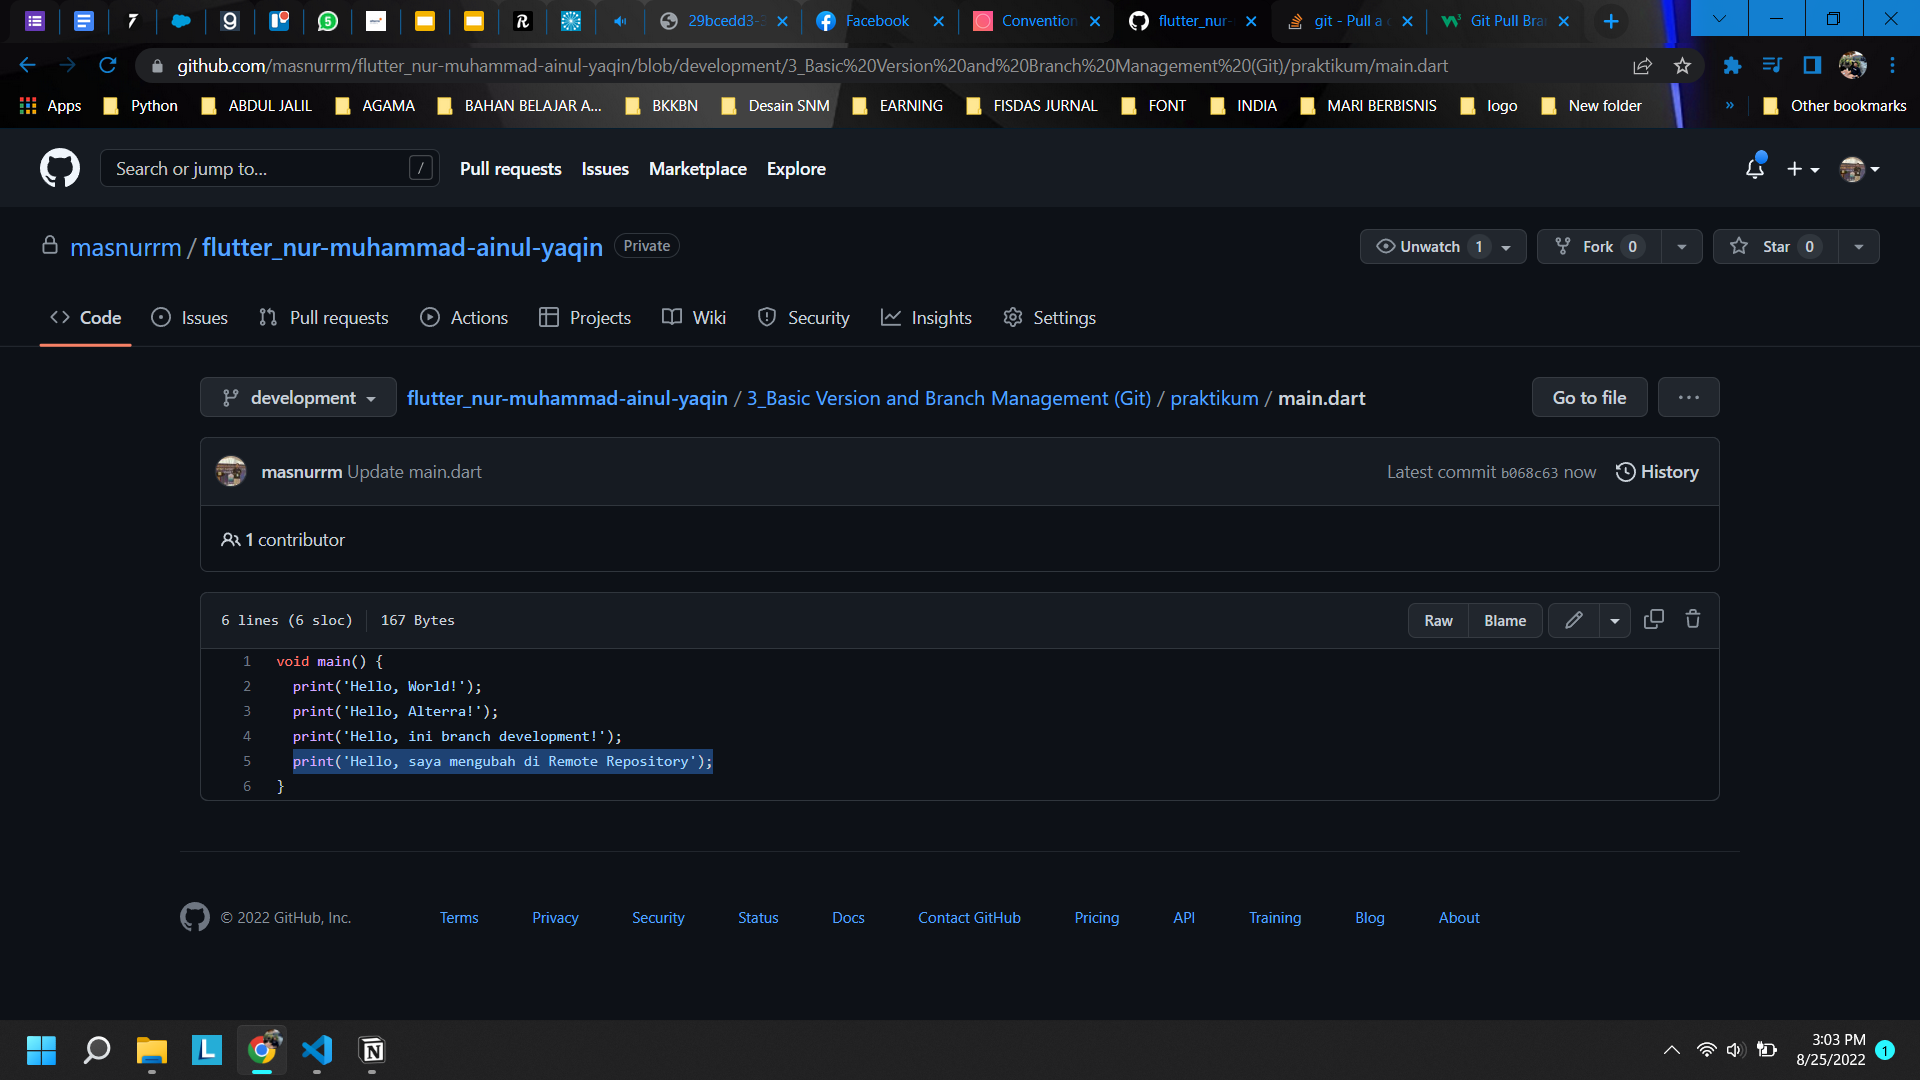 29bcedd3-
Facebook
Convention
flutter_nur-
git - Pull a
Git Pull Bra
github.com/masnurrm/flutter_nur-muhammad-ainul-yaqin/blob/development/3_Basic%20Version%20and%20Branch%20Management%20(Git)/praktikum/main.dart
Apps Python ABDUL JALIL AGAMA BAHAN BELAJAR A... BKKBN Desain SNM EARNING FISDAS JURNAL FONT INDIA MARI BERBISNIS logo New folder » Other bookmarks
Search or jump to... / Pull requests Issues Marketplace Explore
masnurrm / flutter_nur-muhammad-ainul-yaqin Private Unwatch 1 Fork 0 Star 0
Code Issues Pull requests Actions Projects Wiki Security Insights Settings
development flutter_nur-muhammad-ainul-yaqin / 3_Basic Version and Branch Management (Git) / praktikum / main.dart Go to file ...
masnurrm Update main.dart Latest commit b068c63 now History
1 contributor
6 lines (6 sloc) 167 Bytes Raw Blame
1 void main() {
2 print('Hello, World!');
3 print('Hello, Alterra!');
4 print('Hello, ini branch development!');
5 print('Hello, saya mengubah di Remote Repository');
6 }
© 2022 GitHub, Inc. Terms Privacy Security Status Docs Contact GitHub Pricing API Training Blog About
3:03 PM
8/25/2022 1